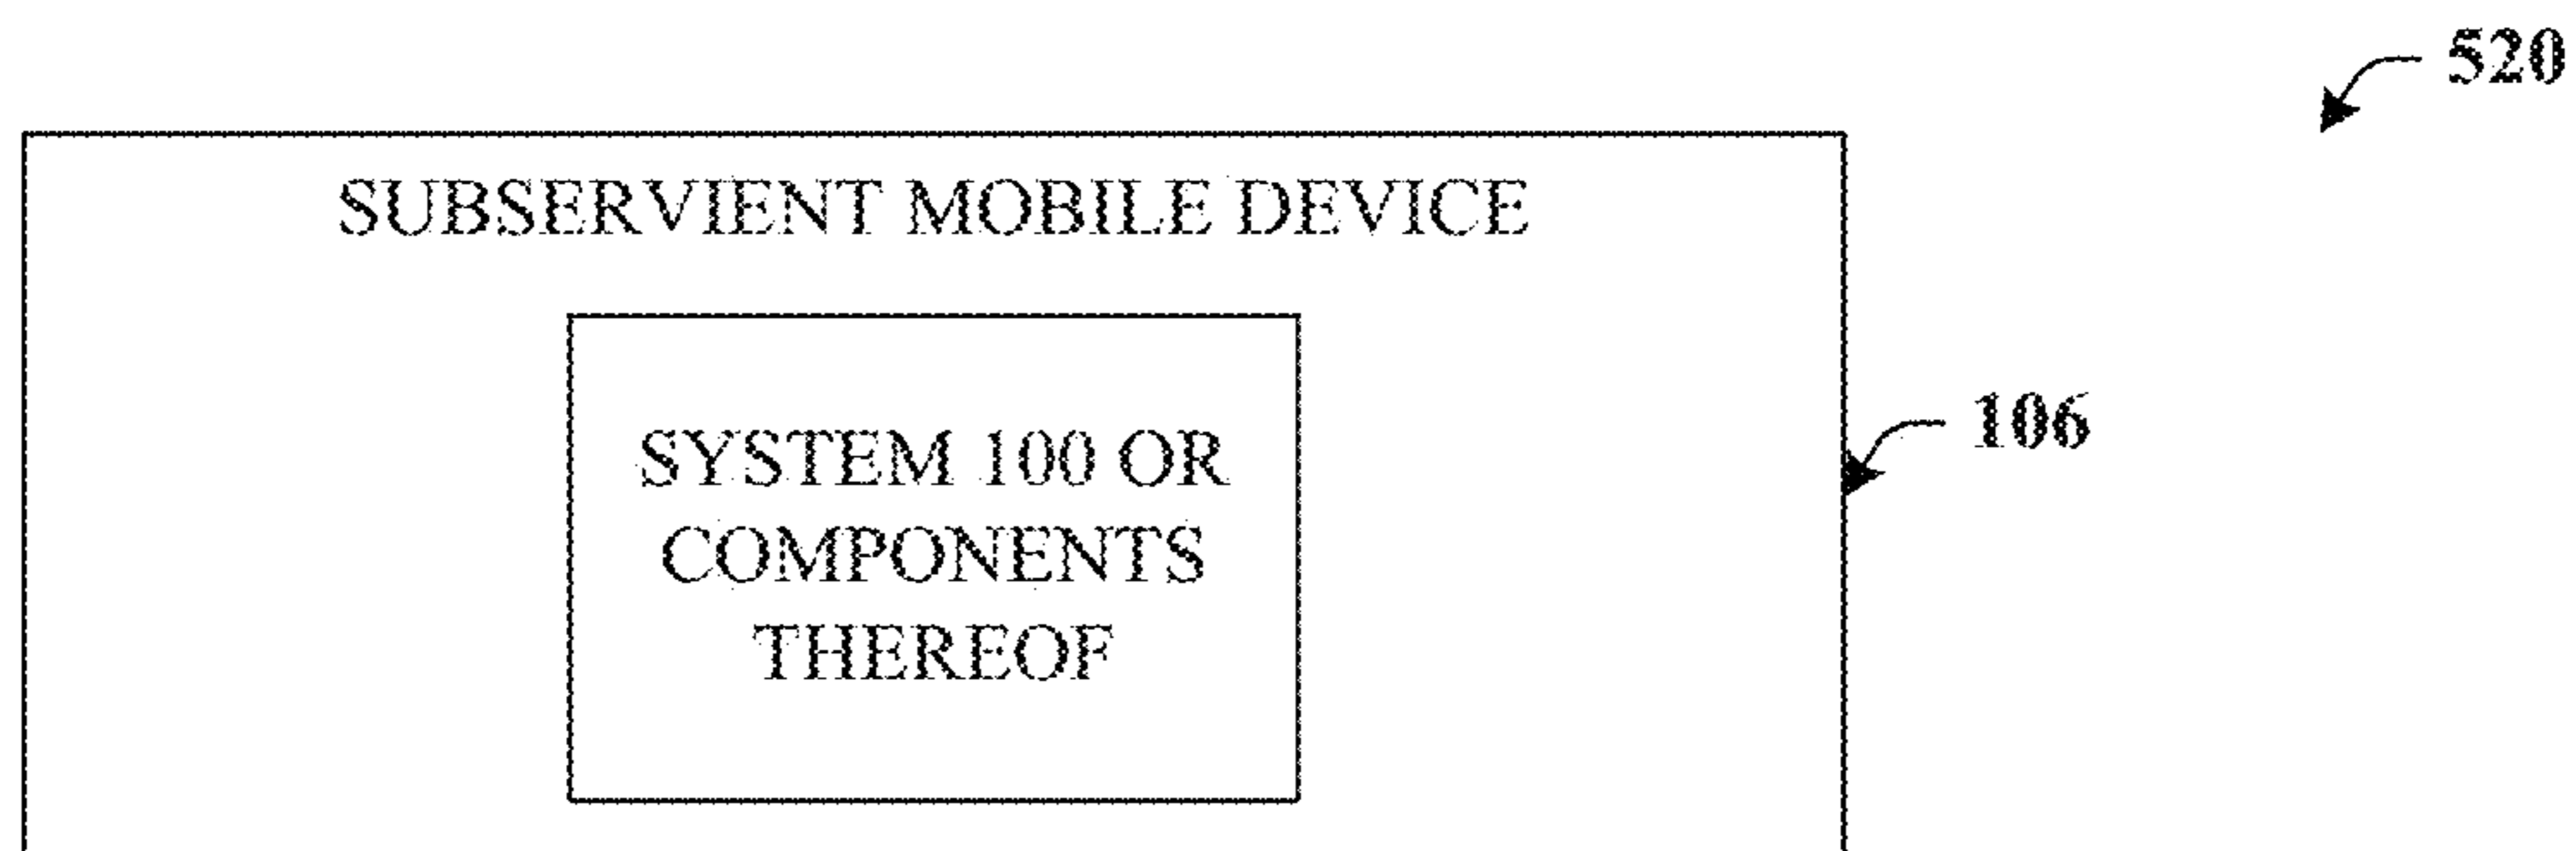 520
SUBSERVIENT MOBILE DEVICE
106
SYSTEM 100 OR
COMPONENTS
THEREOF